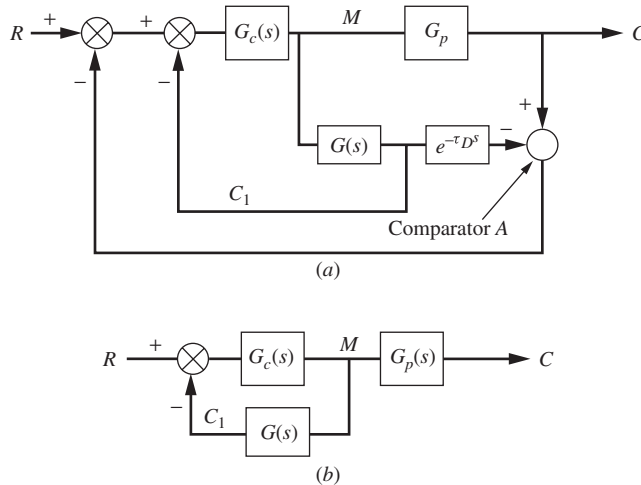 R + − + − G_c(s) M G_p C
+
G(s) e^{−τ_D s} −
C_1
Comparator A
(a)
R + − G_c(s) M G_p(s) C
C_1 G(s)
(b)